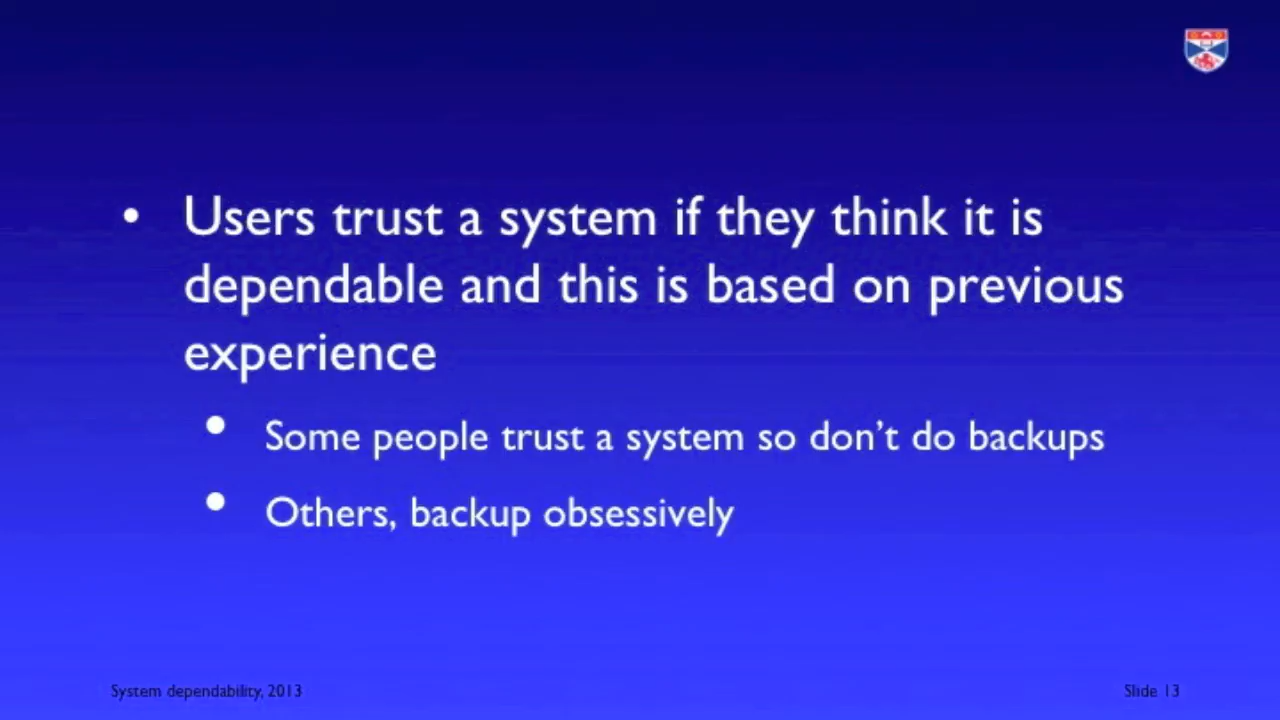 • Users trust a system if they think it is
dependable and this is based on previous
experience
• Some people trust a system so don’t do backups
• Others, backup obsessively
System dependability, 2013
Slide 13